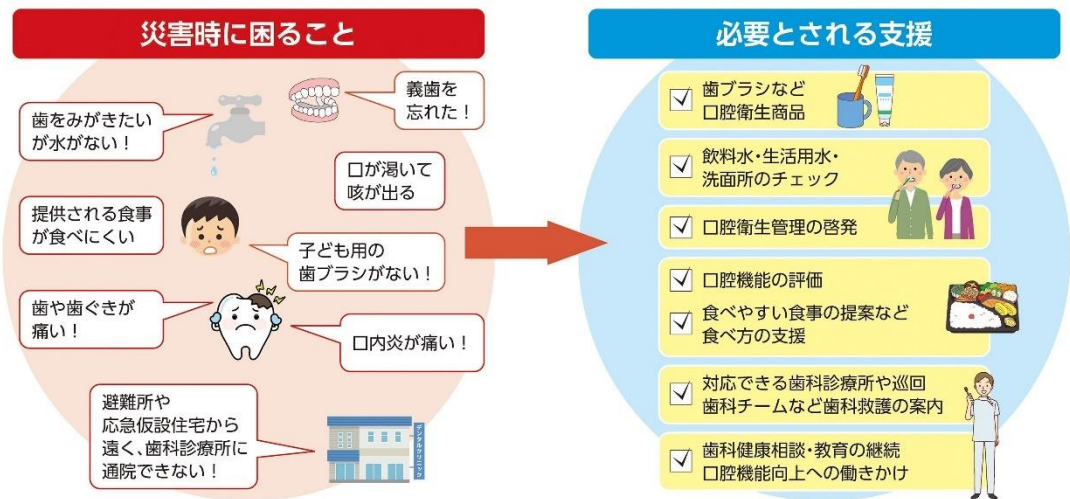 災害時に困ること
歯をみがきたい
が水がない！
義歯を
忘れた！
口が渇いて
咳が出る
提供される食事
が食べにくい
子ども用の
歯ブラシがない！
歯や歯ぐきが
痛い！
口内炎が痛い！
避難所や
応急仮設住宅から
遠く、歯科診療所に
通院できない！
デンタルクリニック
必要とされる支援
歯ブラシなど
口腔衛生商品
飲料水・生活用水・
洗面所のチェック
口腔衛生管理の啓発
口腔機能の評価
食べやすい食事の提案など
食べ方の支援
対応できる歯科診療所や巡回
歯科チームなど歯科救護の案内
歯科健康相談・教育の継続
口腔機能向上への働きかけ